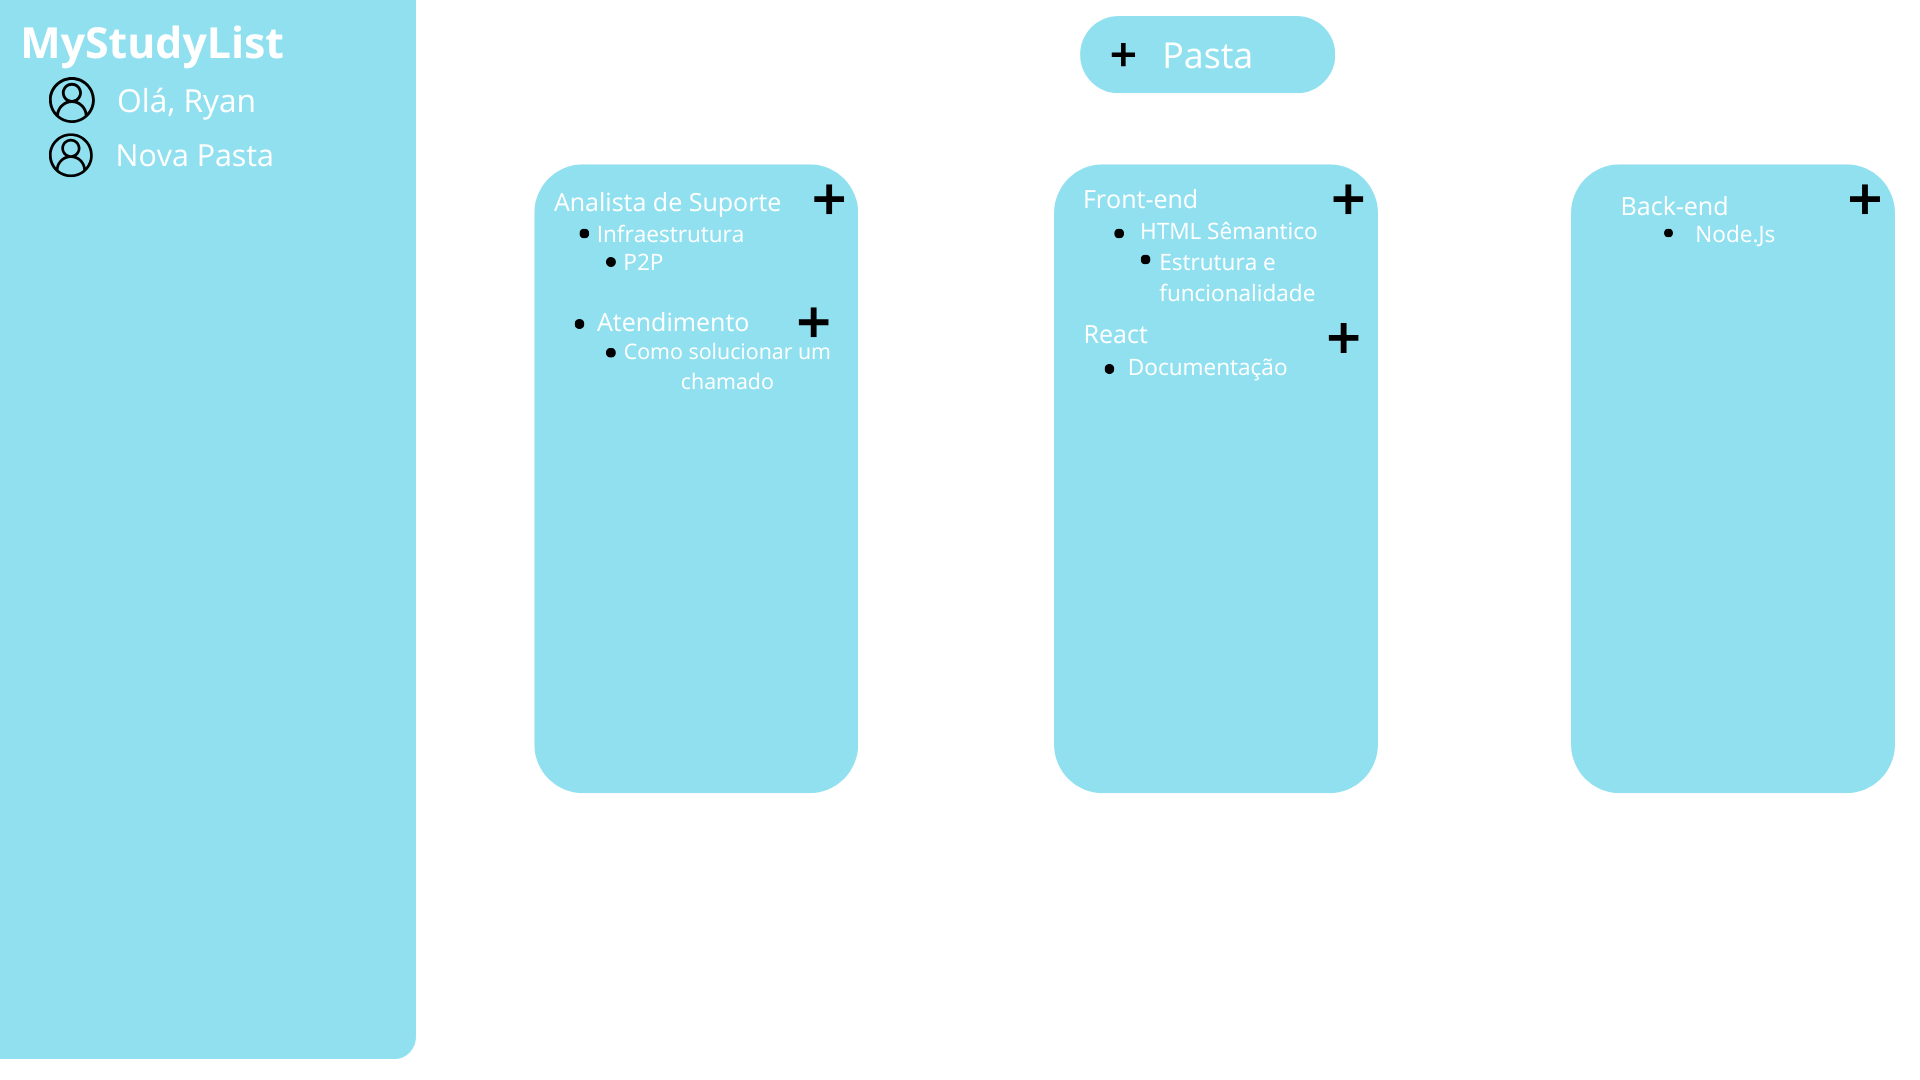 MyStudyList
Olá, Ryan
Nova Pasta
Pasta
Analista de Suporte
Infraestrutura
P2P
Atendimento
Como solucionar um
chamado
Front-end
HTML Sêmantico
Estrutura e
funcionalidade
React
Documentação
Back-end
Node.Js